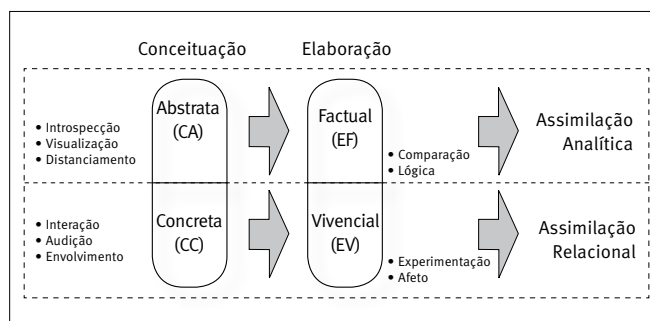 Conceituação
Elaboração
• Introspecção
• Visualização
• Distanciamento
Abstrata
(CA)
Factual
(EF)
• Comparação
• Lógica
Assimilação
Analítica
• Interação
• Audição
• Envolvimento
Concreta
(CC)
Vivencial
(EV)
• Experimentação
• Afeto
Assimilação
Relacional